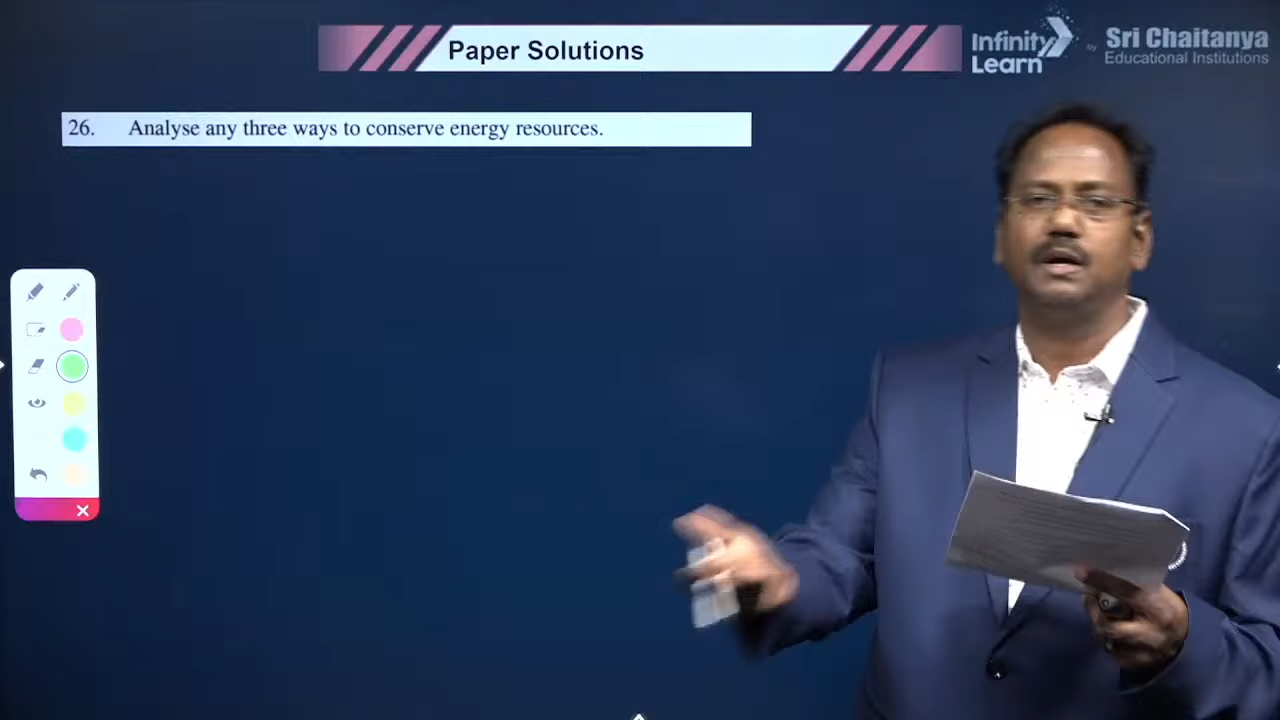 Paper Solutions
Infinity Learn
by
Sri Chaitanya
Educational Institutions
26. Analyse any three ways to conserve energy resources.